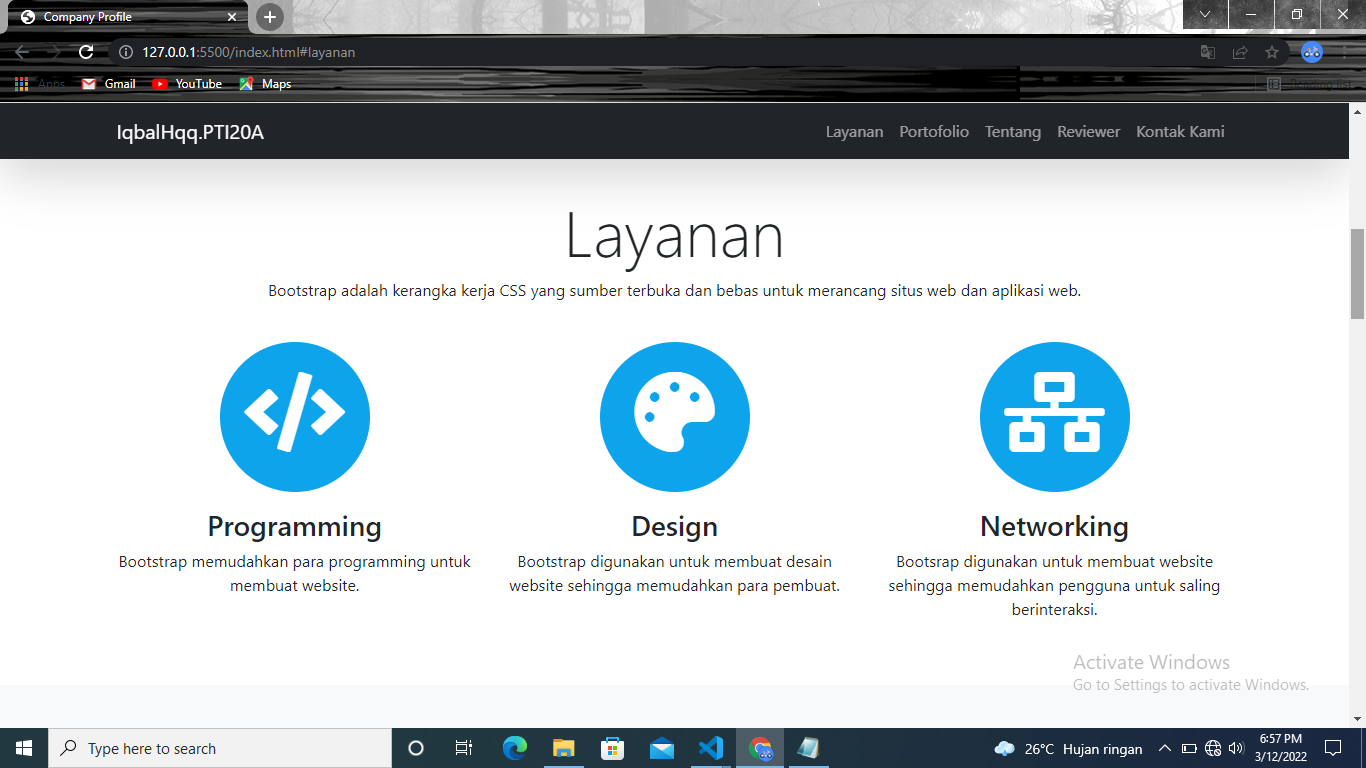 Company Profile
127.0.0.1:5500/index.html#layanan
Apps Gmail YouTube Maps Reading list
IqbalHqq.PTI20A Layanan Portofolio Tentang Reviewer Kontak Kami
Layanan
Bootstrap adalah kerangka kerja CSS yang sumber terbuka dan bebas untuk merancang situs web dan aplikasi web.
Programming
Bootstrap memudahkan para programming untuk
membuat website.
Design
Bootstrap digunakan untuk membuat desain
website sehingga memudahkan para pembuat.
Networking
Bootsrap digunakan untuk membuat website
sehingga memudahkan pengguna untuk saling
berinteraksi.
Activate Windows
Go to Settings to activate Windows.
Type here to search
26°C Hujan ringan
6:57 PM
3/12/2022